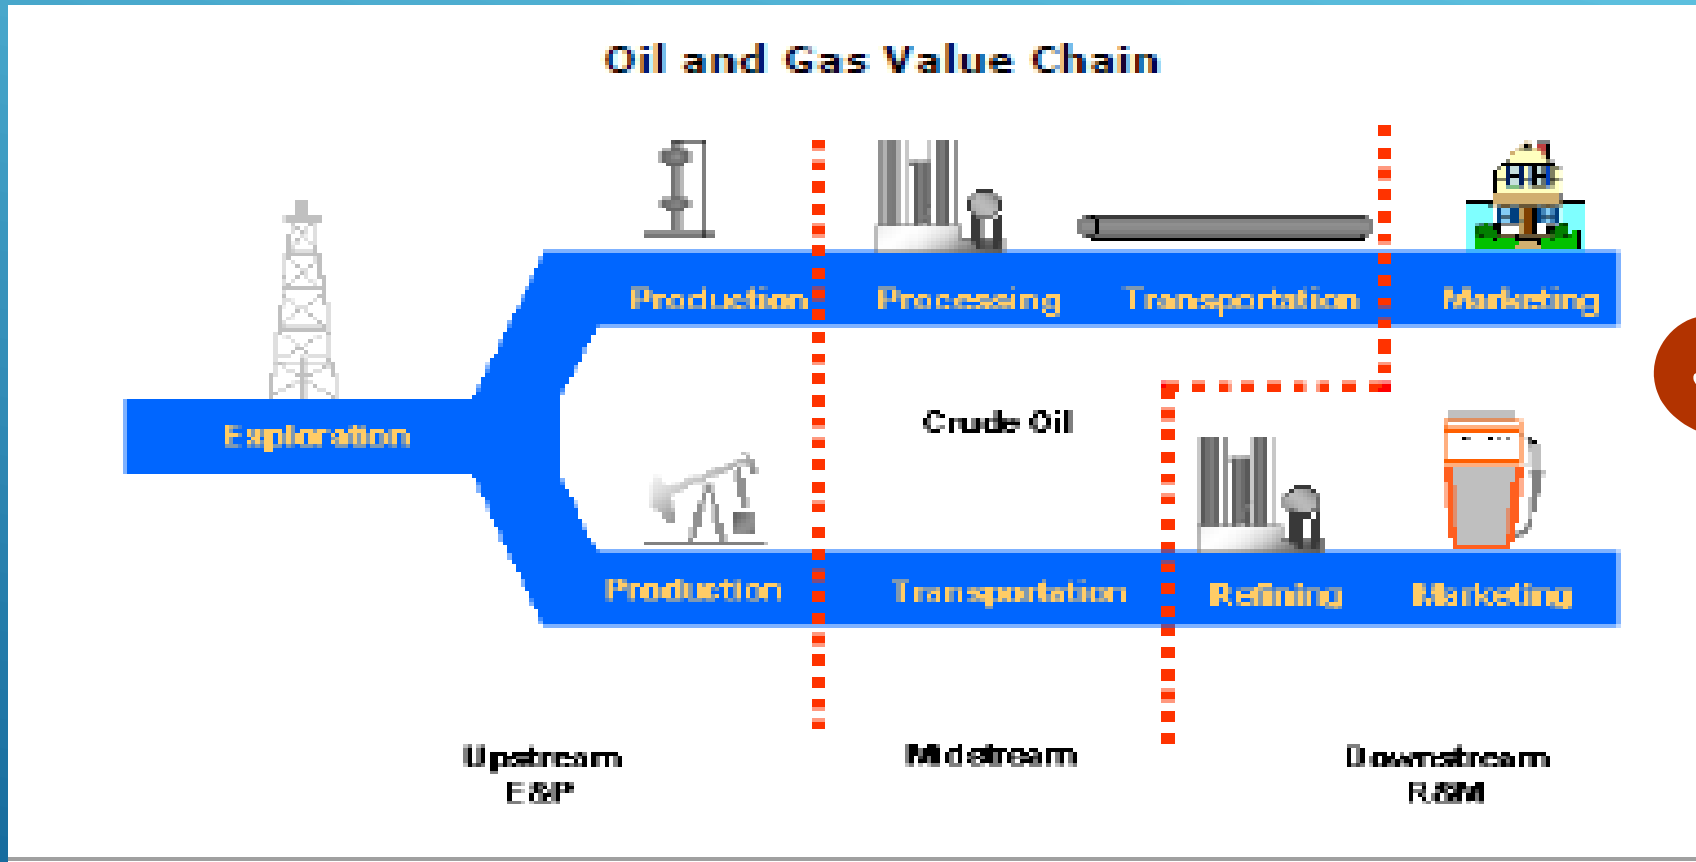 Oil and Gas Value Chain
Production Processing Transportation Marketing
Exploration
Crude Oil
Production Transportation Refining Marketing
Upstream Midstream Downstream
E&P R&M